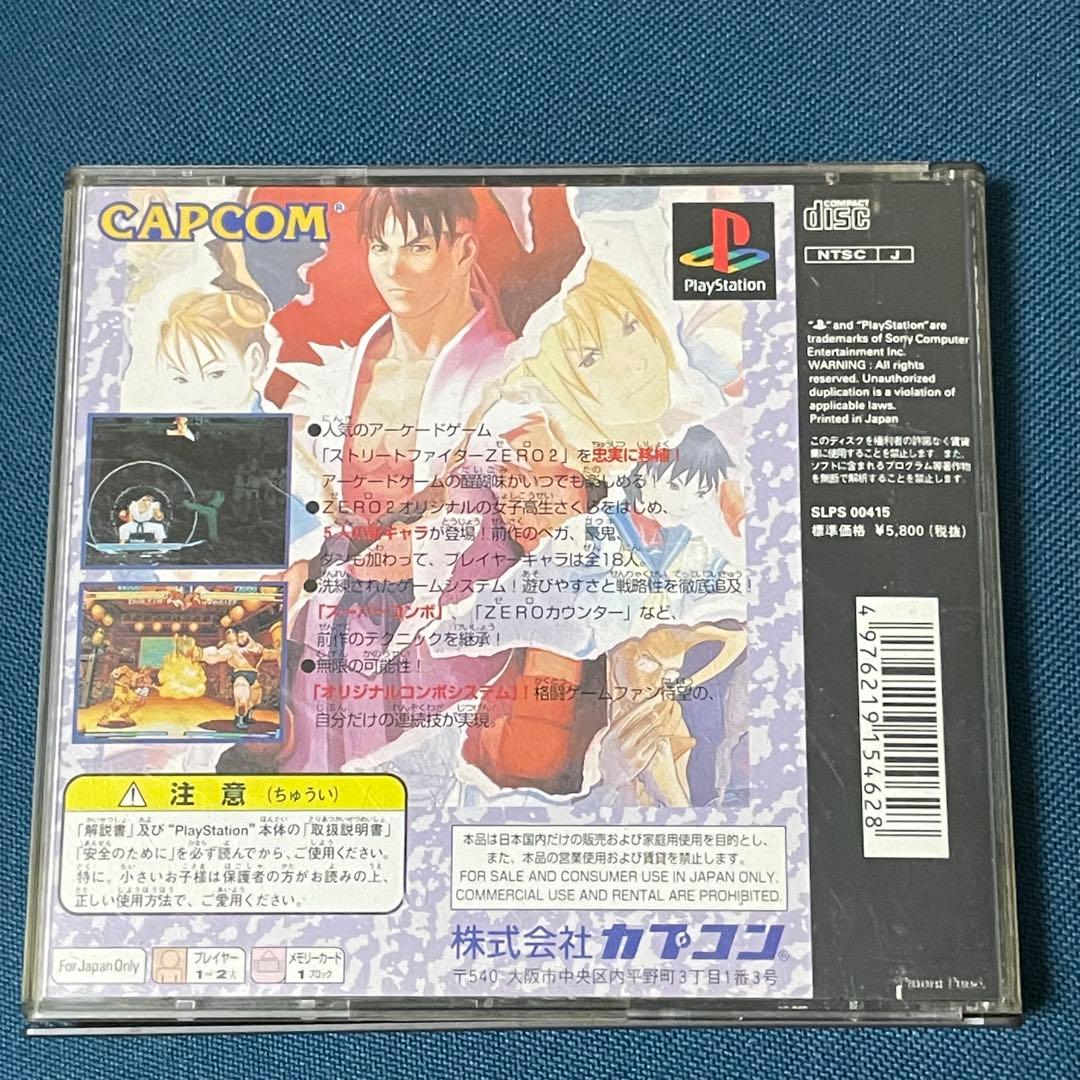 CAPCOM®
PlayStation
COMPACT
disc
NTSC J
" " and "PlayStation" are
trademarks of Sony Computer
Entertainment Inc.
WARNING : All rights
reserved. Unauthorized
duplication is a violation of
applicable laws.
Printed in Japan
このディスクを権利者の許諾なく賃貸
業に使用することを禁止します。また、
ソフトに含まれるプログラム等著作物
を無断で解析することも禁止します。
SLPS 00415
標準価格 ¥5,800(税抜)
4 976219 154628
●人気のアーケードゲーム
「ストリートファイターZERO2」を忠実に移植!
アーケードゲームの醍醐味がいつでも楽しめる!
●ZERO2オリジナルの女子高生さくらをはじめ、
5人の新キャラが登場!前作のベガ、豪鬼、
ダンも加わって、プレイヤーキャラは全18人。
●洗練されたゲームシステム!遊びやすさと戦略性を徹底追及!
「スーパーコンボ」、「ZEROカウンター」など、
前作のテクニックを継承!
●無限の可能性!
「オリジナルコンボシステム」!格闘ゲームファン待望の、
自分だけの連続技が実現。
注意(ちゅうい)
「解説書」及び"PlayStation"本体の「取扱説明書」
「安全のために」を必ず読んでから、ご使用ください。
特に、小さいお子様は保護者の方がお読みの上、
正しい使用方法で、ご愛用ください。
本品は日本国内だけの販売および家庭用使用を目的とし、
また、本品の営業使用および賃貸を禁止します。
FOR SALE AND CONSUMER USE IN JAPAN ONLY.
COMMERCIAL USE AND RENTAL ARE PROHIBITED.
For Japan Only
プレイヤー
1~2人
メモリーカード
1ブロック
株式会社カプコン®
〒540 大阪市中央区内平野町3丁目1番3号